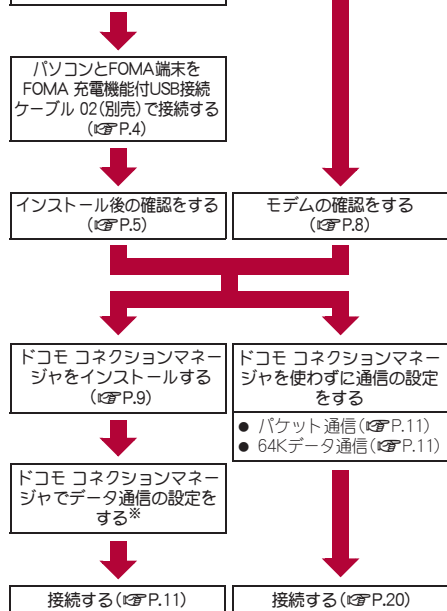 パソコンとFOMA端末を
FOMA 充電機能付USB接続
ケーブル 02(別売)で接続する
(☞P.4)
インストール後の確認をする
(☞P.5)
モデムの確認をする
(☞P.8)
ドコモ コネクションマネー
ジャをインストールする
(☞P.9)
ドコモ コネクションマネー
ジャを使わずに通信の設定
をする
● パケット通信(☞P.11)
● 64Kデータ通信(☞P.11)
ドコモ コネクションマネー
ジャでデータ通信の設定を
する※
接続する(☞P.11)
接続する(☞P.20)